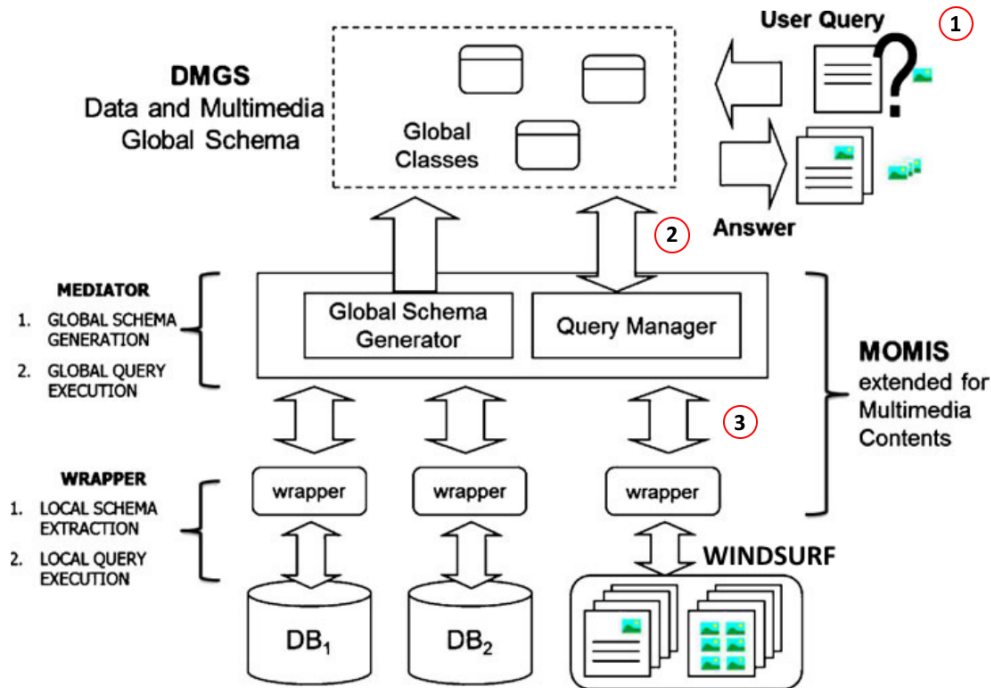 User Query
1
?
DMGS
Data and Multimedia
Global Schema
Global
Classes
Answer
2
MEDIATOR
1. GLOBAL SCHEMA
GENERATION
2. GLOBAL QUERY
EXECUTION
Global Schema
Generator
Query Manager
MOMIS
extended for
Multimedia
Contents
3
WRAPPER
1. LOCAL SCHEMA
EXTRACTION
2. LOCAL QUERY
EXECUTION
wrapper
wrapper
wrapper
WINDSURF
DB₁
DB₂